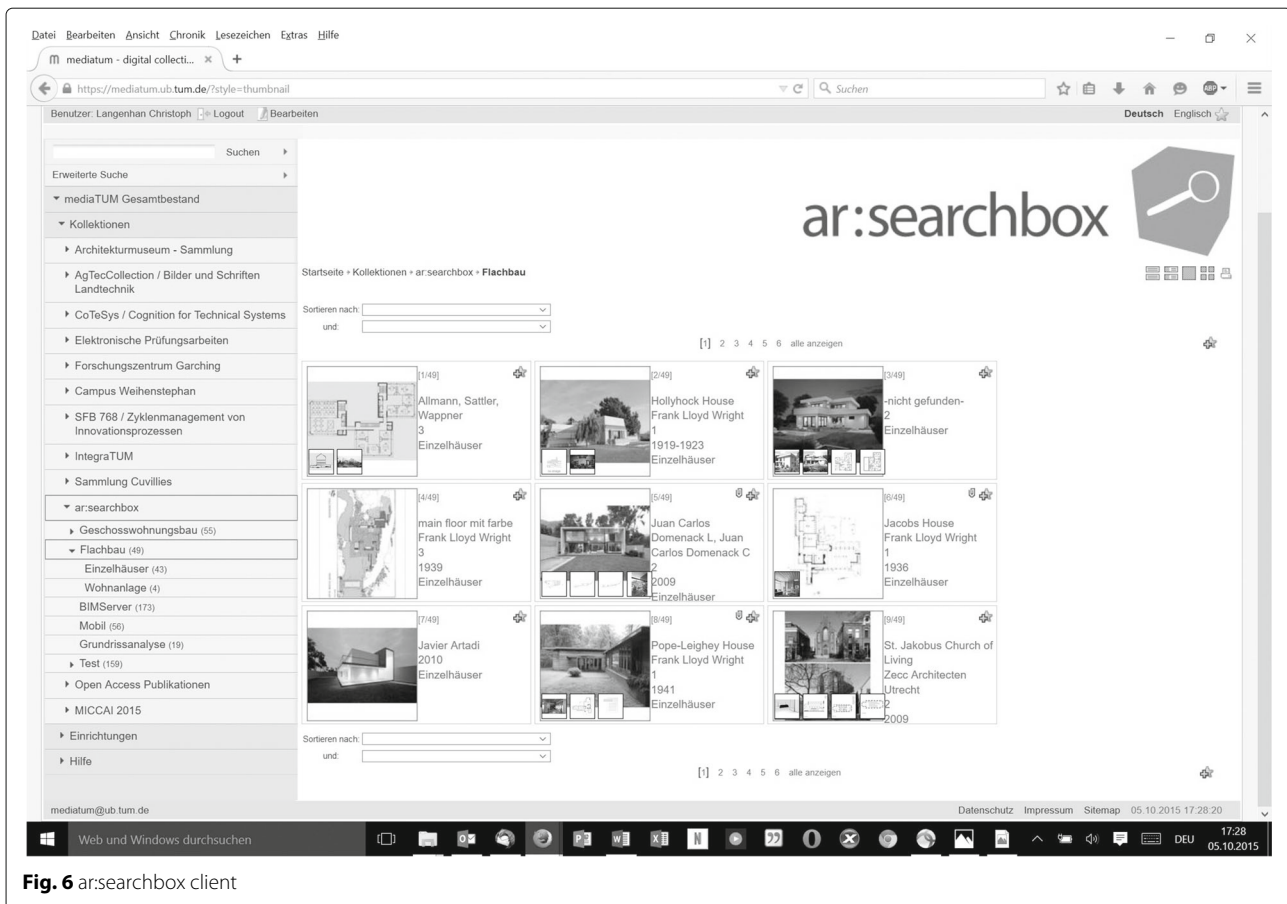 Datei Bearbeiten Ansicht Chronik Lesezeichen Extras Hilfe
mediatum - digital collecti... × +
https://mediatum.ub.tum.de/?style=thumbnail
Suchen
ABP
Benutzer: Langenhan Christoph Logout Bearbeiten
Deutsch Englisch
Suchen
Erweiterte Suche
mediaTUM Gesamtbestand
Kollektionen
Architekturmuseum - Sammlung
AgTecCollection / Bilder und Schriften
Landtechnik
CoTeSys / Cognition for Technical Systems
Elektronische Prüfungsarbeiten
Forschungszentrum Garching
Campus Weihenstephan
SFB 768 / Zyklenmanagement von
Innovationsprozessen
IntegraTUM
Sammlung Cuvillies
ar:searchbox
Geschosswohnungsbau (55)
Flachbau (49)
Einzelhäuser (43)
Wohnanlage (4)
BIMServer (173)
Mobil (56)
Grundrissanalyse (19)
Test (159)
Open Access Publikationen
MICCAI 2015
Einrichtungen
Hilfe
ar:searchbox
Startseite » Kollektionen » ar:searchbox » Flachbau
Sortieren nach:
und:
[1] 2 3 4 5 6 alle anzeigen
[1/49]
Allmann, Sattler,
Wappner
3
Einzelhäuser
[2/49]
Hollyhock House
Frank Lloyd Wright
1
1919-1923
Einzelhäuser
[3/49]
-nicht gefunden-
2
Einzelhäuser
[4/49]
main floor mit farbe
Frank Lloyd Wright
3
1939
Einzelhäuser
[5/49]
Juan Carlos
Domenack L, Juan
Carlos Domenack C
2
2009
Einzelhäuser
[6/49]
Jacobs House
Frank Lloyd Wright
1
1936
Einzelhäuser
[7/49]
Javier Artadi
2010
Einzelhäuser
[8/49]
Pope-Leighey House
Frank Lloyd Wright
1
1941
Einzelhäuser
[9/49]
St. Jakobus Church of
Living
Zecc Architecten
Utrecht
2
2009
Sortieren nach:
und:
[1] 2 3 4 5 6 alle anzeigen
mediatum@ub.tum.de
Datenschutz Impressum Sitemap 05.10.2015 17:28:20
Web und Windows durchsuchen
DEU
17:28
05.10.2015
Fig. 6 ar:searchbox client